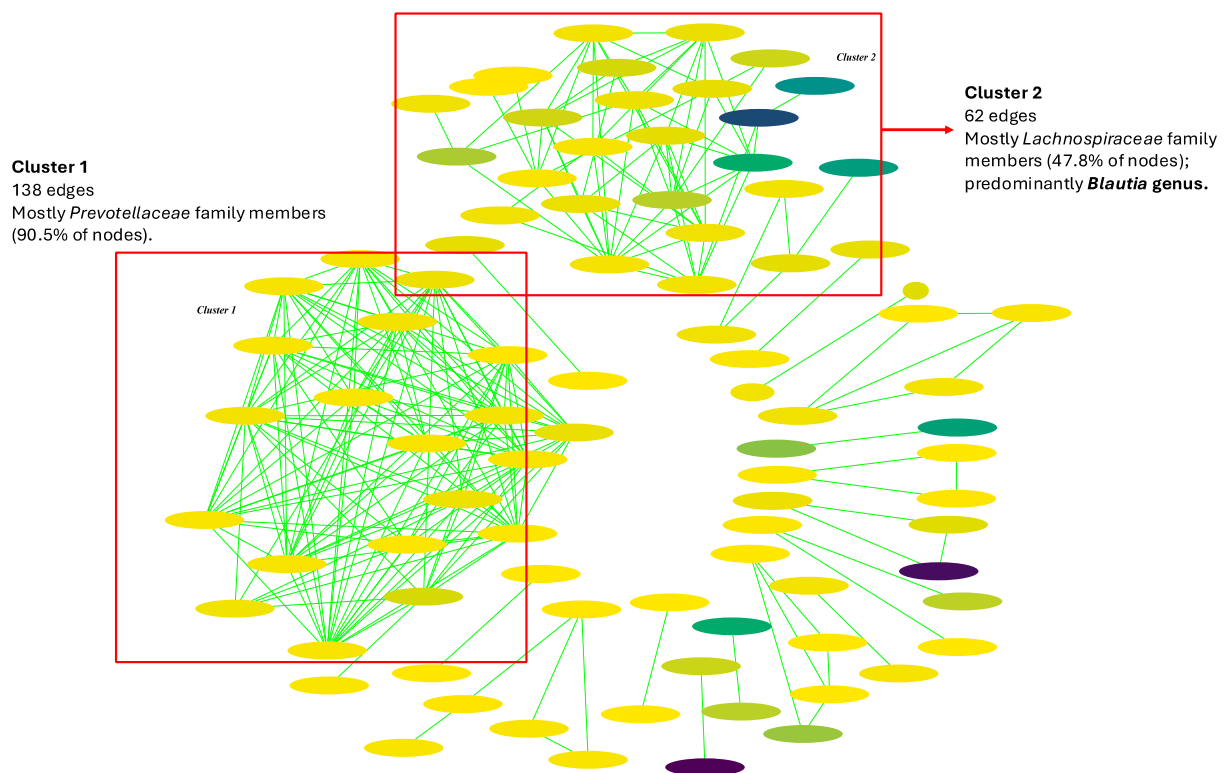 Cluster 2
Cluster 2
62 edges
Mostly Lachnospiraceae family
members (47.8% of nodes);
predominantly Blautia genus.
Cluster 1
138 edges
Mostly Prevotellaceae family members
(90.5% of nodes).
Cluster 1